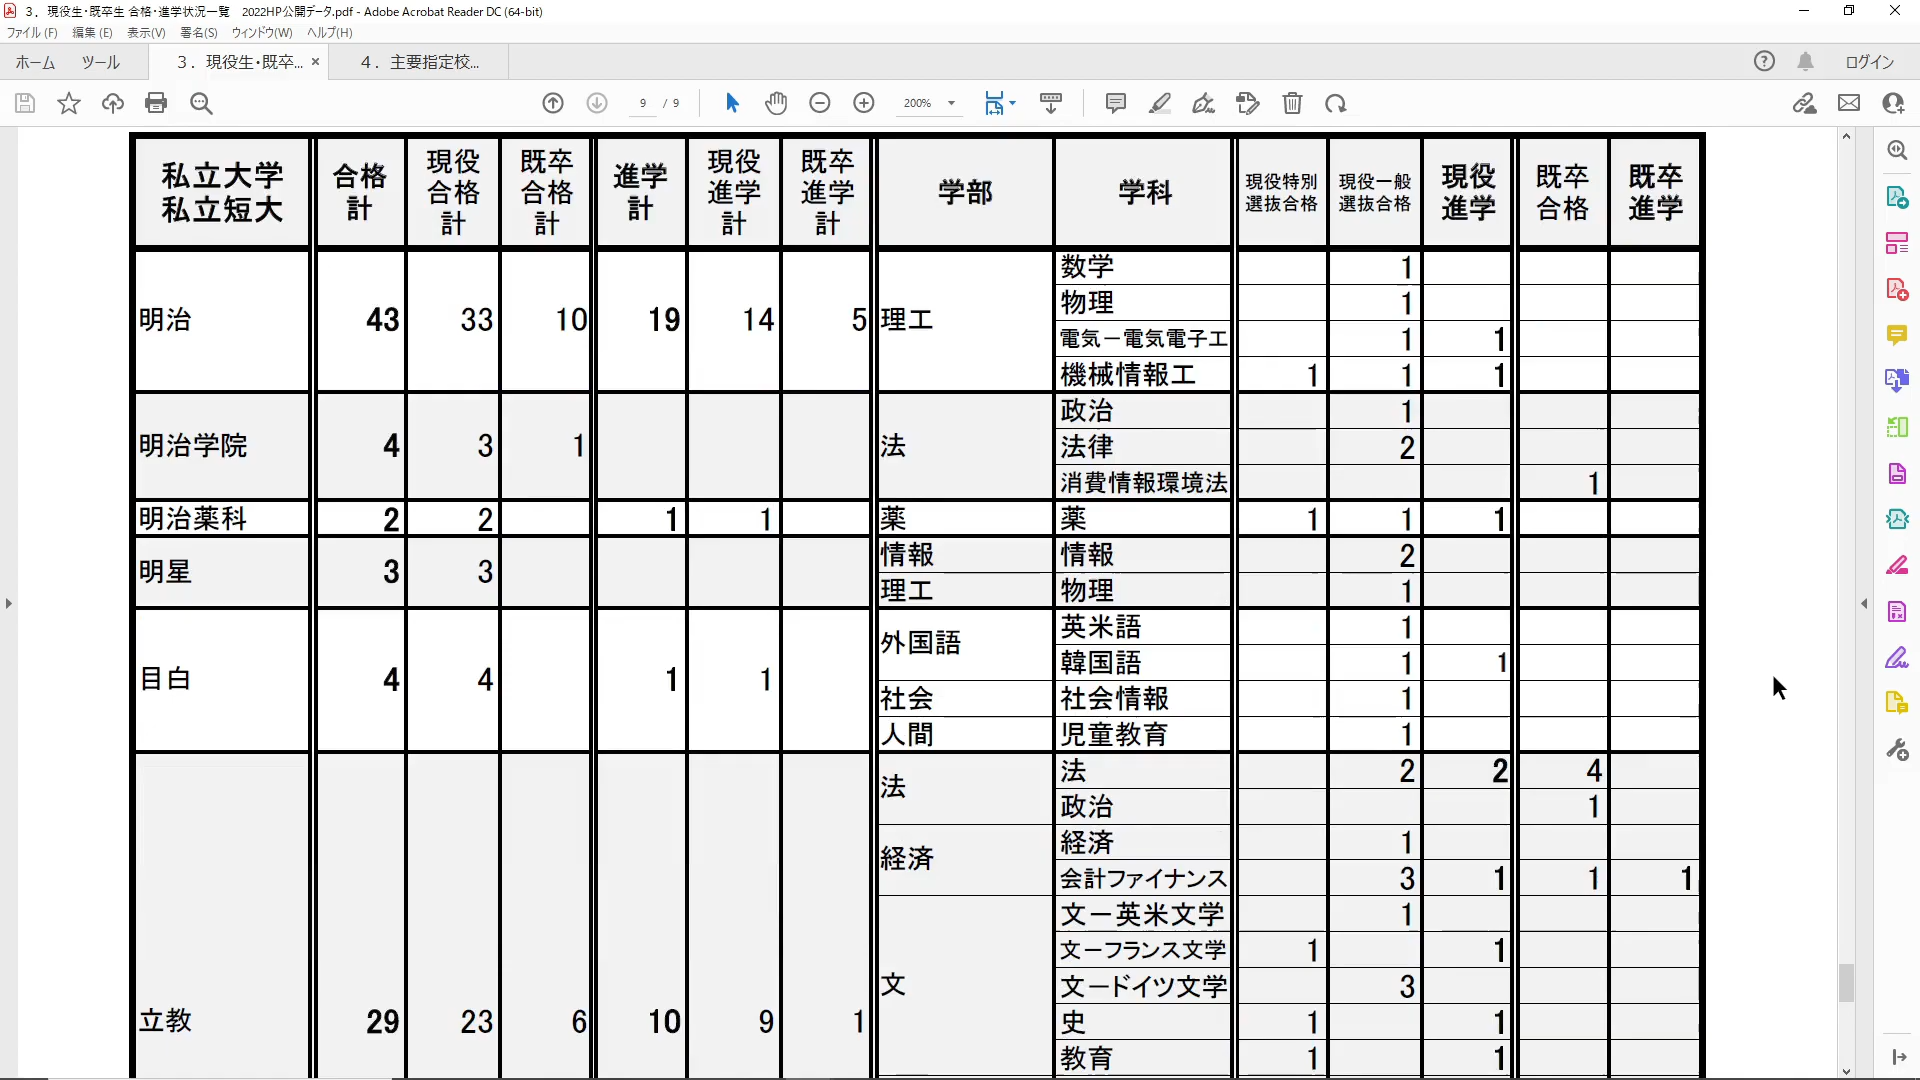 3．現役生・既卒生 合格・進学状況一覧　2022HP公開データ.pdf - Adobe Acrobat Reader DC (64-bit)
ファイル(F) 編集(E) 表示(V) 署名(S) ウィンドウ(W) ヘルプ(H)
ホーム ツール 3．現役生・既卒... × 4．主要指定校... ログイン
9 / 9 200%
私立大学 私立短大 合格計 現役合格計 既卒合格計 進学計 現役進学計 既卒進学計 学部 学科 現役特別選抜合格 現役一般選抜合格 現役進学 既卒合格 既卒進学
明治 43 33 10 19 14 5 理工
数学 1
物理 1
電気－電気電子工 1 1
機械情報工 1 1 1
明治学院 4 3 1 法
政治 1
法律 2
消費情報環境法 1
明治薬科 2 2 1 1 薬 薬 1 1 1
明星 3 3
情報 情報 2
理工 物理 1
目白 4 4 1 1
外国語 英米語 1
韓国語 1 1
社会 社会情報 1
人間 児童教育 1
立教 29 23 6 10 9 1
法 法 2 2 4
政治 1
経済 経済 1
会計ファイナンス 3 1 1 1
文 文－英米文学 1
文－フランス文学 1 1
文－ドイツ文学 3
史 1 1
教育 1 1